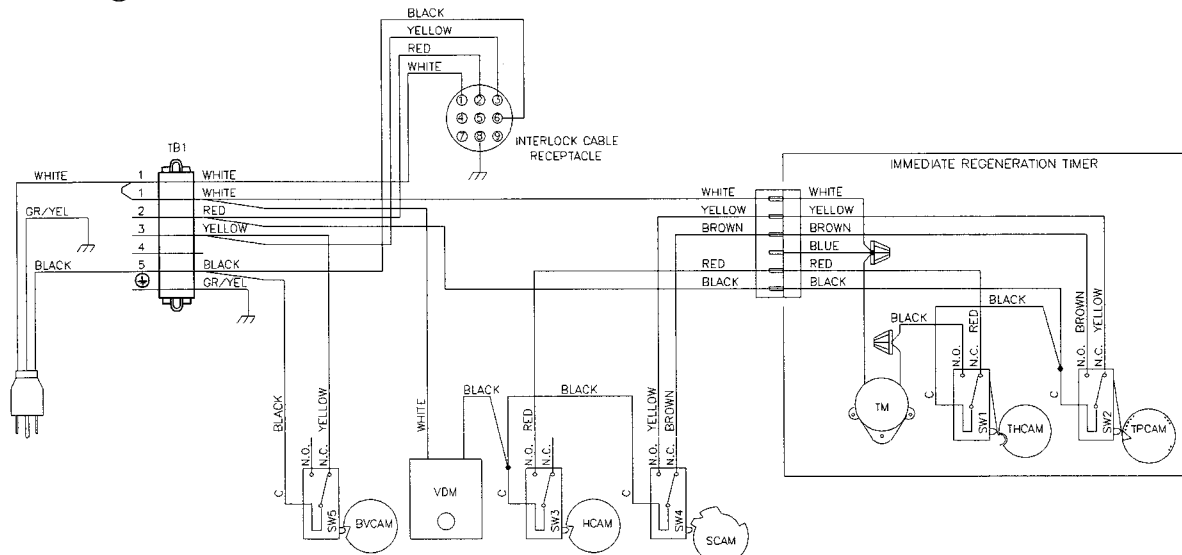 BLACK
YELLOW
RED
WHITE
1 2 3
4 5 6
7 8 9
INTERLOCK CABLE
RECEPTACLE
TB1
IMMEDIATE REGENERATION TIMER
WHITE 1 WHITE
1 WHITE
GR/YEL 2 RED
3 YELLOW
4
BLACK 5 BLACK
GR/YEL
WHITE WHITE
YELLOW YELLOW
BROWN BROWN
BLUE
RED RED
BLACK BLACK
BLACK
BLACK
RED
N.O.
N.C.
C
SW1
THCAM
TM
BROWN
YELLOW
N.O.
N.C.
C
SW2
TPCAM
BLACK
YELLOW
N.O.
N.C.
C
SW5
BVCAM
WHITE
VDM
BLACK
RED
N.O.
N.C.
C
SW3
HCAM
BLACK
YELLOW
BROWN
N.O.
N.C.
C
SW4
SCAM